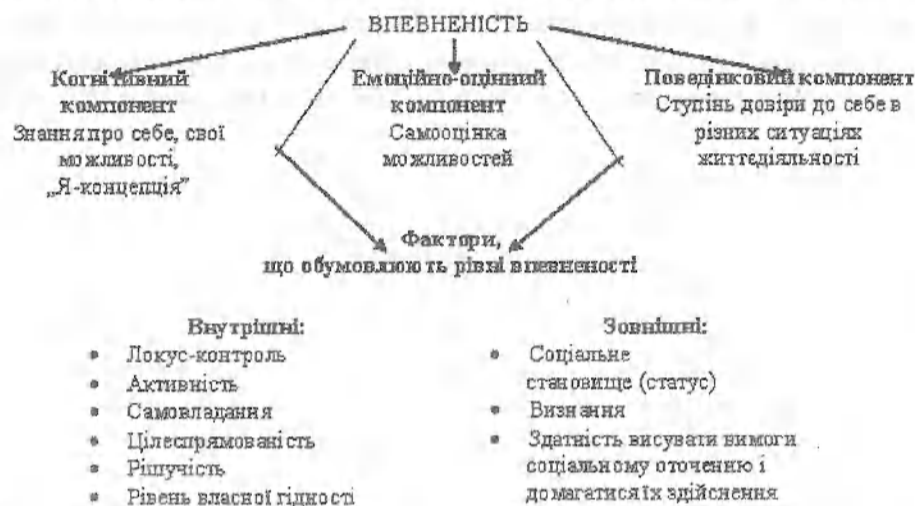 ВПЕВНЕНІСТЬ
Когнітивний
компонент
Знання про себе, свої
можливості,
„Я-концепція”
Емоційно-оцінний
компонент
Самооцінка
можливостей
Поведінковий компонент
Ступінь довіри до себе в
різних ситуаціях
життєдіяльності
Фактори,
що обумовлюють рівні впевненості
Внутрішні:
• Локус-контроль
• Активність
• Самовладання
• Цілеспрямованість
• Рішучість
• Рівень власної гідності
Зовнішні:
• Соціальне
становище (статус)
• Визнання
• Здатність висувати вимоги
соціальному оточенню і
домагатися їх здійснення